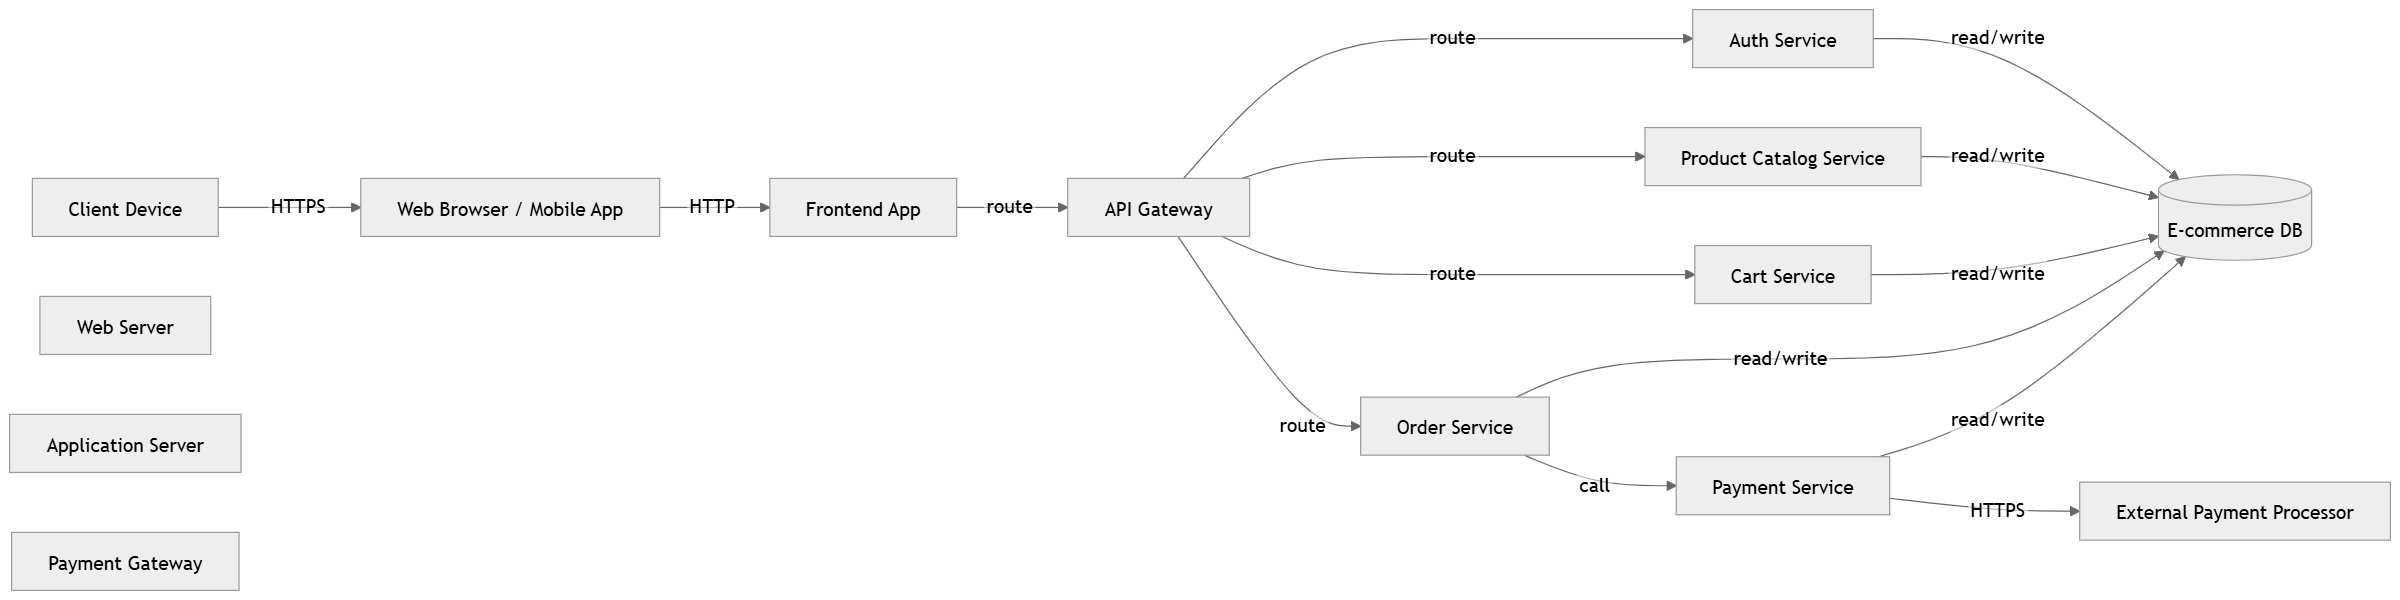 Client Device
HTTPS
Web Browser / Mobile App
HTTP
Frontend App
route
API Gateway
route
Auth Service
read/write
route
Product Catalog Service
read/write
route
Cart Service
read/write
E-commerce DB
route
Order Service
read/write
call
Payment Service
read/write
HTTPS
External Payment Processor
Web Server
Application Server
Payment Gateway